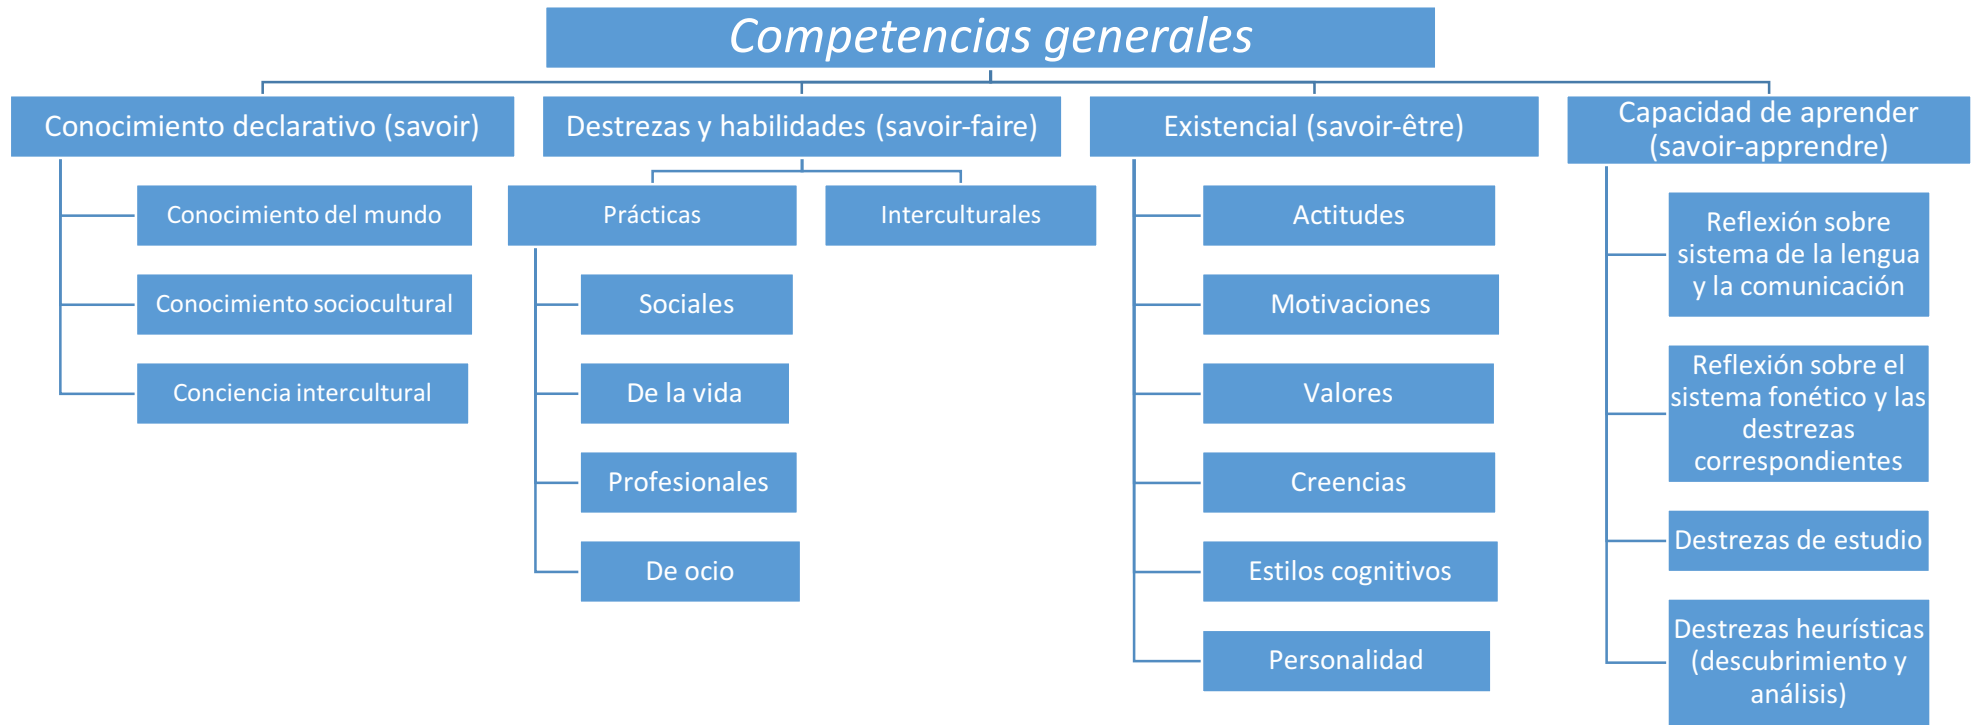 Competencias generales
Conocimiento declarativo (savoir)
Conocimiento del mundo
Conocimiento sociocultural
Conciencia intercultural
Destrezas y habilidades (savoir-faire)
Prácticas
Sociales
De la vida
Profesionales
De ocio
Interculturales
Existencial (savoir-être)
Actitudes
Motivaciones
Valores
Creencias
Estilos cognitivos
Personalidad
Capacidad de aprender
(savoir-apprendre)
Reflexión sobre
sistema de la lengua
y la comunicación
Reflexión sobre el
sistema fonético y las
destrezas
correspondientes
Destrezas de estudio
Destrezas heurísticas
(descubrimiento y
análisis)